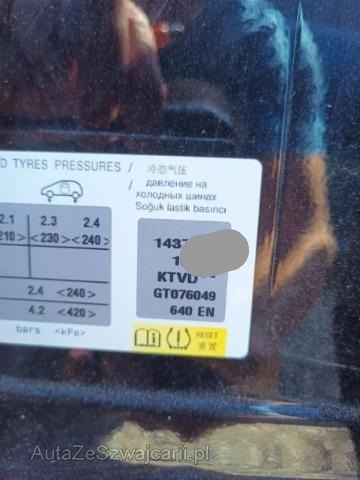 D TYRES PRESSURES / 冷态气压
/ давление на
холодных шинах
Soğuk lastik basıncı
2.1 2.3 2.4
210> <230> <240>
2.4 <240>
4.2 <420>
bars <kPa>
1437
1
KTVD
GT076049
640 EN
RESET
重置
AutaZeSzwajcarii.pl